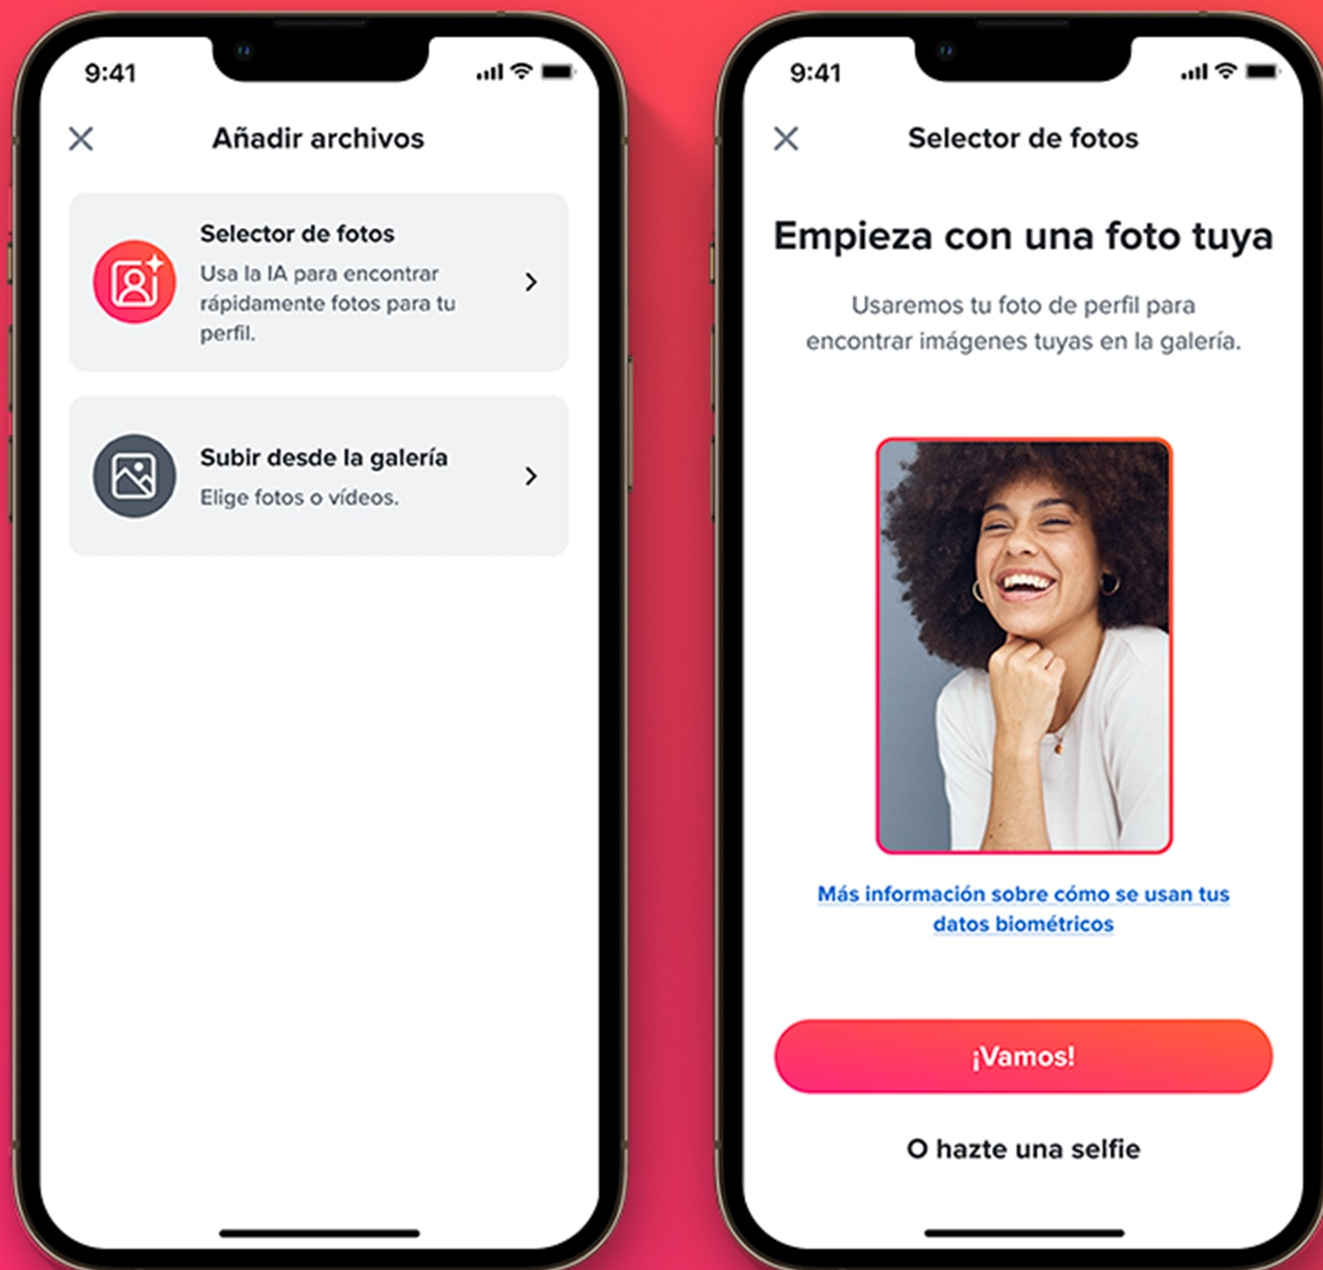 9:41
Añadir archivos
Selector de fotos
Usa la IA para encontrar
rápidamente fotos para tu
perfil.
Subir desde la galería
Elige fotos o vídeos.
9:41
Selector de fotos
Empieza con una foto tuya
Usaremos tu foto de perfil para
encontrar imágenes tuyas en la galería.
Más información sobre cómo se usan tus
datos biométricos
¡Vamos!
O hazte una selfie